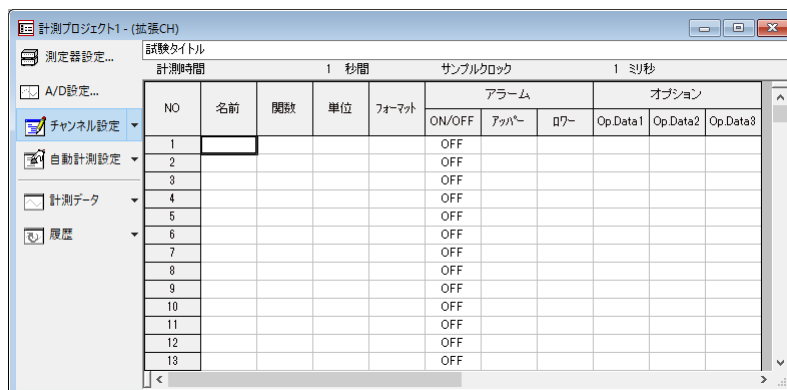 計測プロジェクト1 - (拡張CH)
測定器設定...
A/D設定...
チャンネル設定
自動計測設定
計測データ
履歴
試験タイトル
計測時間 1 秒間 サンプルクロック 1 ミリ秒
NO 名前 関数 単位 フォーマット アラーム オプション
ON/OFF アッパー ロワー Op.Data1 Op.Data2 Op.Data3
1 OFF
2 OFF
3 OFF
4 OFF
5 OFF
6 OFF
7 OFF
8 OFF
9 OFF
10 OFF
11 OFF
12 OFF
13 OFF